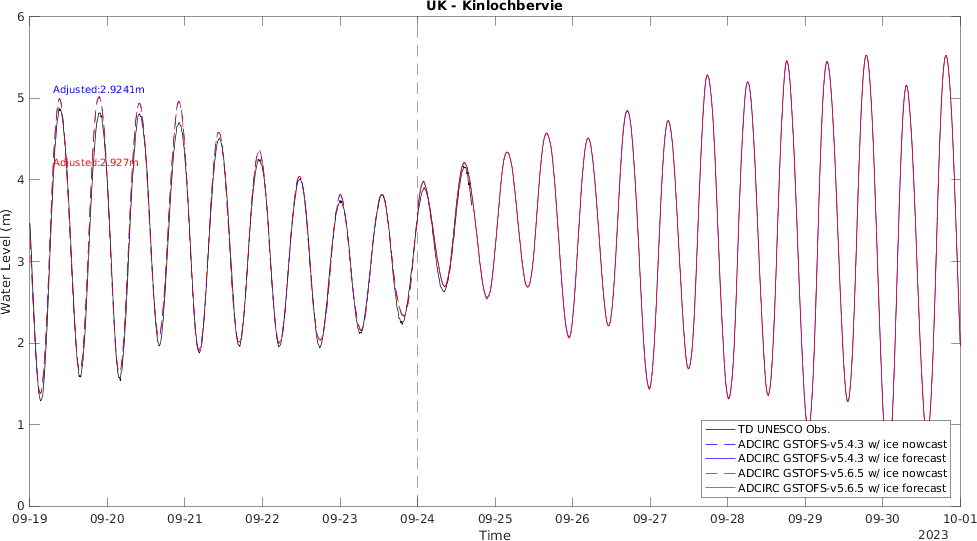 UK - Kinlochbervie
6
5
4
3
2
1
0
Water Level (m)
Adjusted:2.9241m
Adjusted:2.927m
TD UNESCO Obs.
ADCIRC GSTOFS-v5.4.3 w/ ice nowcast
ADCIRC GSTOFS-v5.4.3 w/ ice forecast
ADCIRC GSTOFS-v5.6.5 w/ ice nowcast
ADCIRC GSTOFS-v5.6.5 w/ ice forecast
09-19 09-20 09-21 09-22 09-23 09-24 09-25 09-26 09-27 09-28 09-29 09-30 10-01
Time
2023